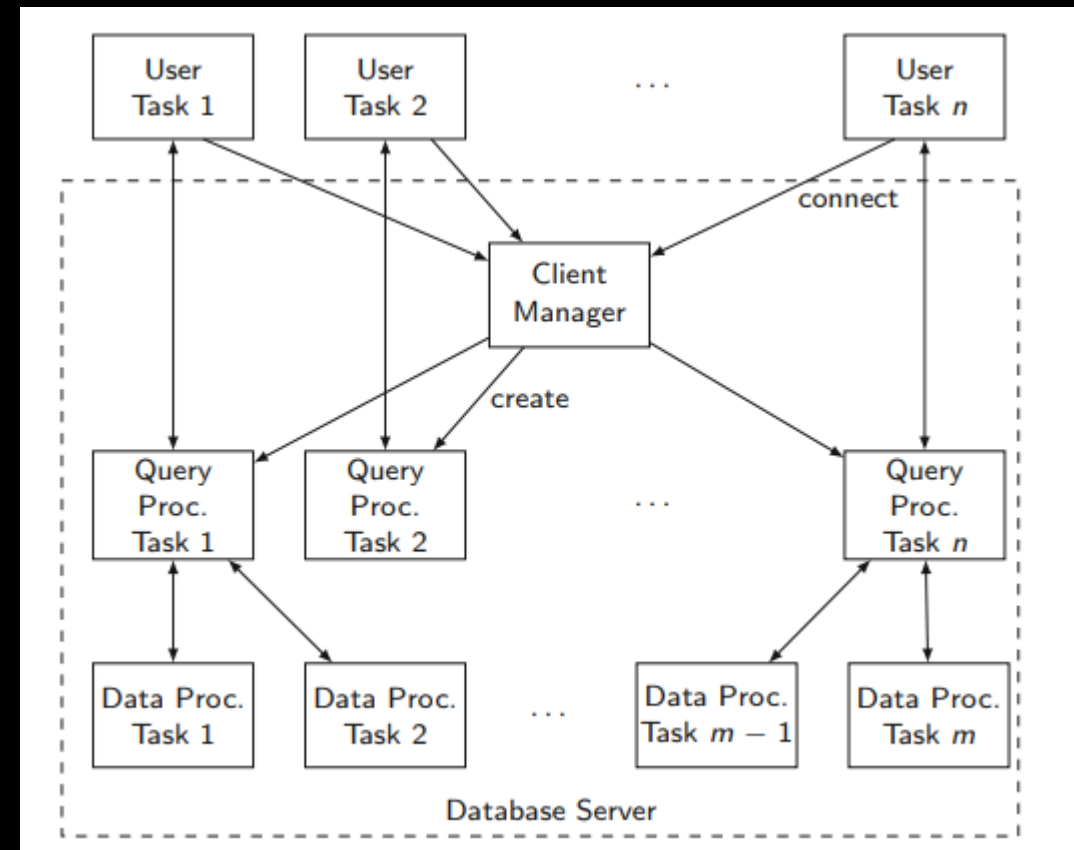 User
Task 1
User
Task 2
. . .
User
Task n
connect
Client
Manager
create
Query
Proc.
Task 1
Query
Proc.
Task 2
. . .
Query
Proc.
Task n
Data Proc.
Task 1
Data Proc.
Task 2
. . .
Data Proc.
Task m − 1
Data Proc.
Task m
Database Server